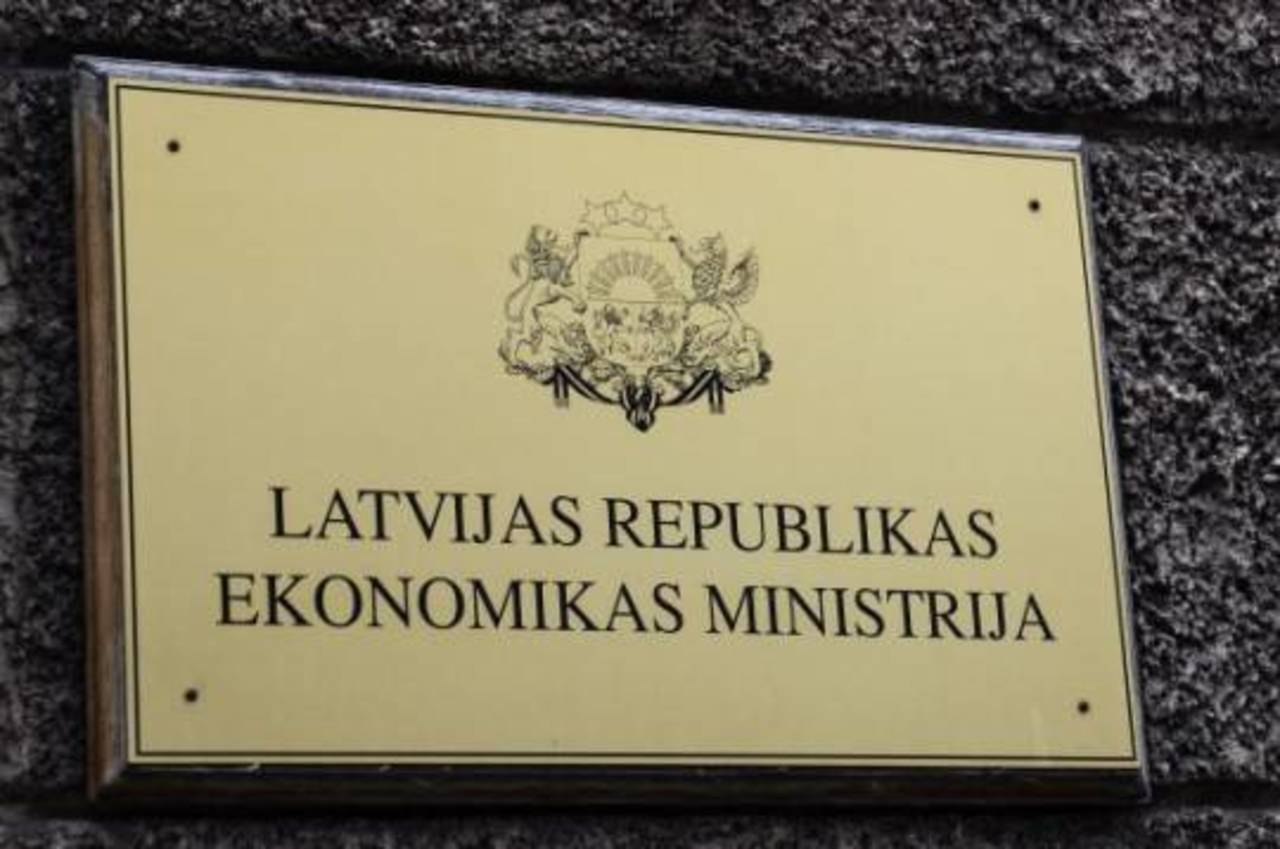 LATVIJAS REPUBLIKAS
EKONOMIKAS MINISTRIJA